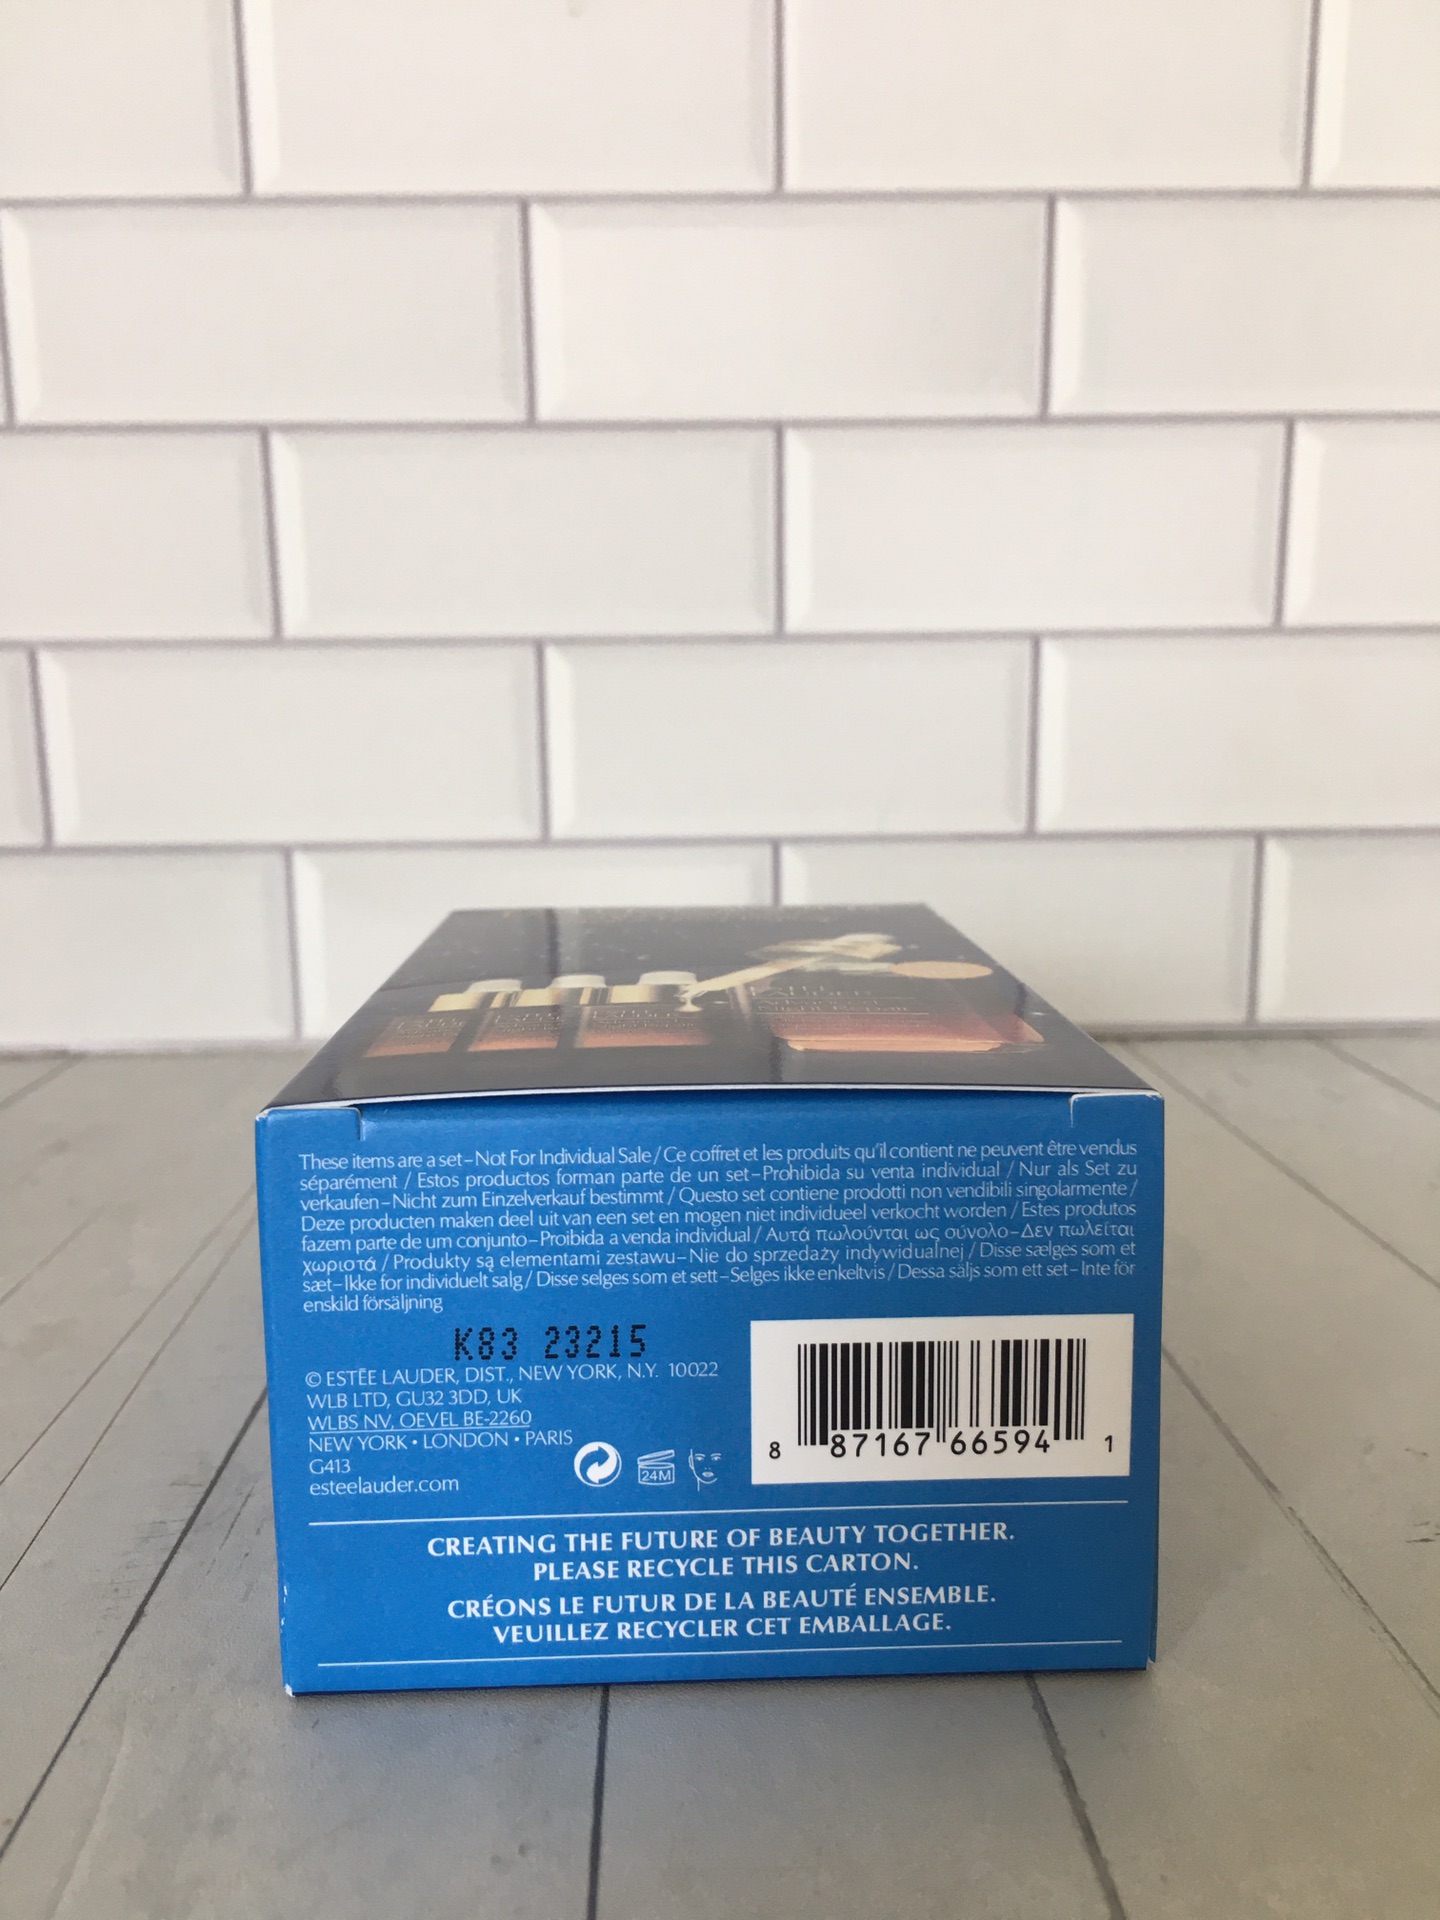 LAUDER
Advanced
Night Repair
These items are a set–Not For Individual Sale / Ce coffret et les produits qu'il contient ne peuvent être vendus
séparément / Estos productos forman parte de un set–Prohibida su venta individual / Nur als Set zu
verkaufen–Nicht zum Einzelverkauf bestimmt / Questo set contiene prodotti non vendibili singolarmente /
Deze producten maken deel uit van een set en mogen niet individueel verkocht worden / Estes produtos
fazem parte de um conjunto–Proibida a venda individual / Αυτά πωλούνται ως σύνολο–Δεν πωλείται
χωριστά / Produkty są elementami zestawu–Nie do sprzedaży indywidualnej / Disse sælges som et
sæt–Ikke for individuelt salg / Disse selges som et sett–Selges ikke enkeltvis / Dessa säljs som ett set–Inte för
enskild försäljning
K83 23215
© ESTÉE LAUDER, DIST., NEW YORK, N.Y. 10022
WLB LTD, GU32 3DD, UK
WLBS NV, OEVEL BE-2260
NEW YORK • LONDON • PARIS
G413
esteelauder.com
24M
8 87167 66594 1
CREATING THE FUTURE OF BEAUTY TOGETHER.
PLEASE RECYCLE THIS CARTON.
CRÉONS LE FUTUR DE LA BEAUTÉ ENSEMBLE.
VEUILLEZ RECYCLER CET EMBALLAGE.